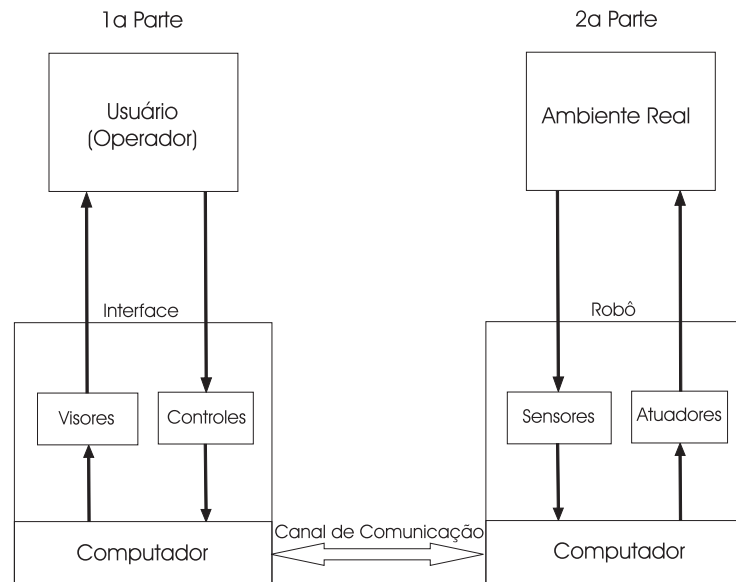 1a Parte
2a Parte
Usuário
(Operador)
Ambiente Real
Interface
Robô
Visores
Controles
Sensores
Atuadores
Canal de Comunicação
Computador
Computador